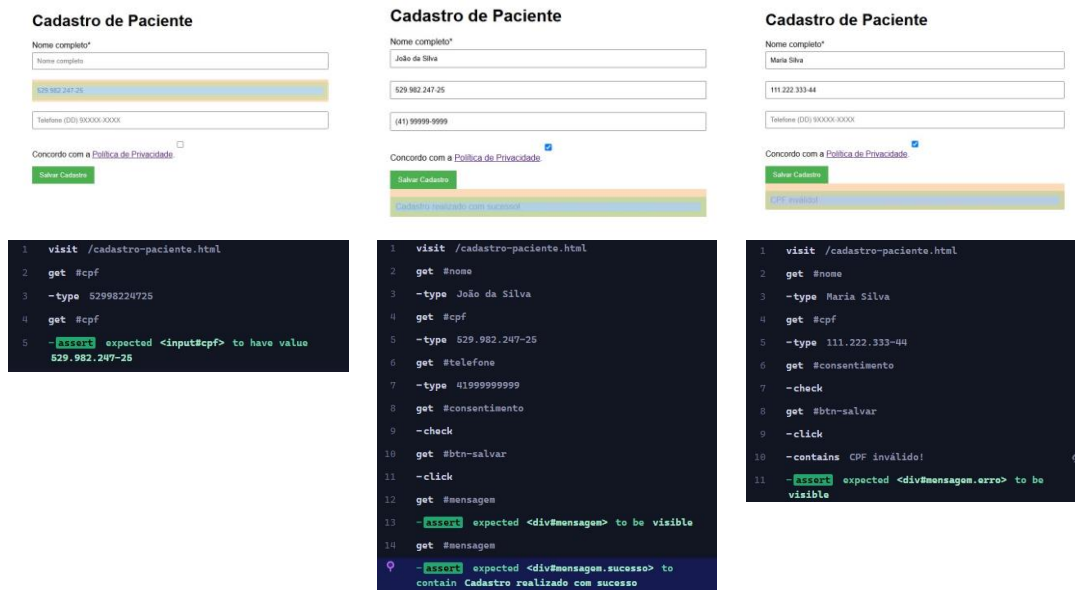 Cadastro de Paciente
Nome completo*
Nome completo
529.982.247-25
Telefone (DD) 9XXXX-XXXX
Concordo com a Política de Privacidade.
Salvar Cadastro
1 visit /cadastro-paciente.html
2 get #cpf
3 -type 52998224725
4 get #cpf
5 -assert expected <input#cpf> to have value
529.982.247-25
Cadastro de Paciente
Nome completo*
João da Silva
529.982.247-25
(41) 99999-9999
Concordo com a Política de Privacidade.
Salvar Cadastro
Cadastro realizado com sucesso!
1 visit /cadastro-paciente.html
2 get #nome
3 -type João da Silva
4 get #cpf
5 -type 529.982.247-25
6 get #telefone
7 -type 41999999999
8 get #consentimento
9 -check
10 get #btn-salvar
11 -click
12 get #mensagem
13 -assert expected <div#mensagem> to be visible
14 get #mensagem
-assert expected <div#mensagem.sucesso> to
contain Cadastro realizado com sucesso
Cadastro de Paciente
Nome completo*
Maria Silva
111.222.333-44
Telefone (DD) 9XXXX-XXXX
Concordo com a Política de Privacidade.
Salvar Cadastro
CPF inválido!
1 visit /cadastro-paciente.html
2 get #nome
3 -type Maria Silva
4 get #cpf
5 -type 111.222.333-44
6 get #consentimento
7 -check
8 get #btn-salvar
9 -click
10 -contains CPF inválido!
11 -assert expected <div#mensagem.erro> to be
visible